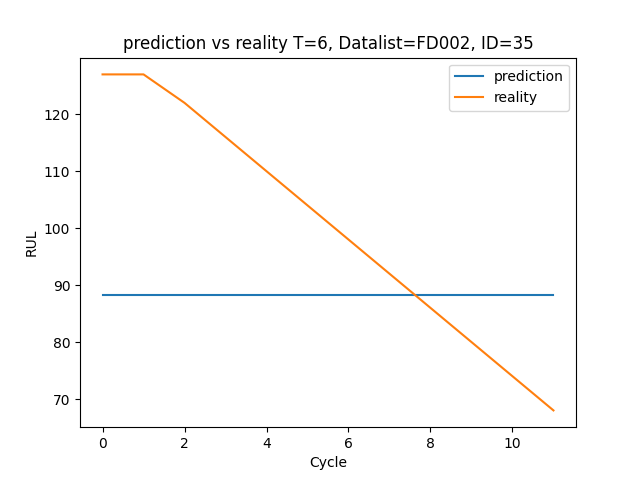 prediction vs reality T=6, Datalist=FD002, ID=35
prediction
reality
120
110
100
90
80
70
RUL
0 2 4 6 8 10
Cycle